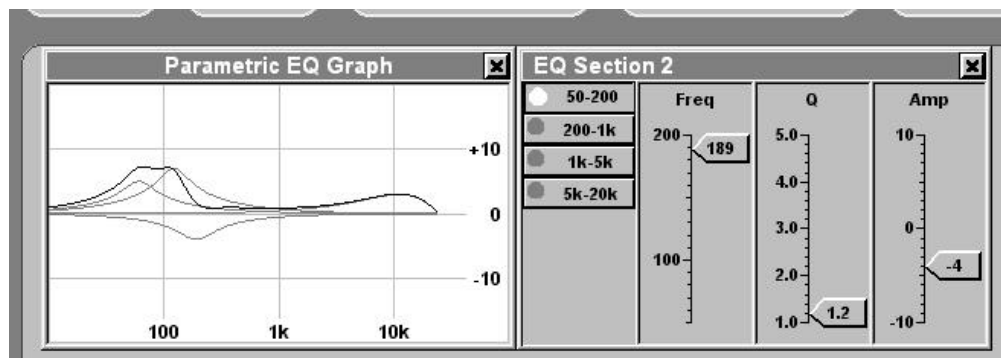 Parametric EQ Graph
+10
0
-10
100 1k 10k
EQ Section 2
50-200
200-1k
1k-5k
5k-20k
Freq
200
189
100
Q
5.0
4.0
3.0
2.0
1.0
1.2
Amp
10
0
-4
-10